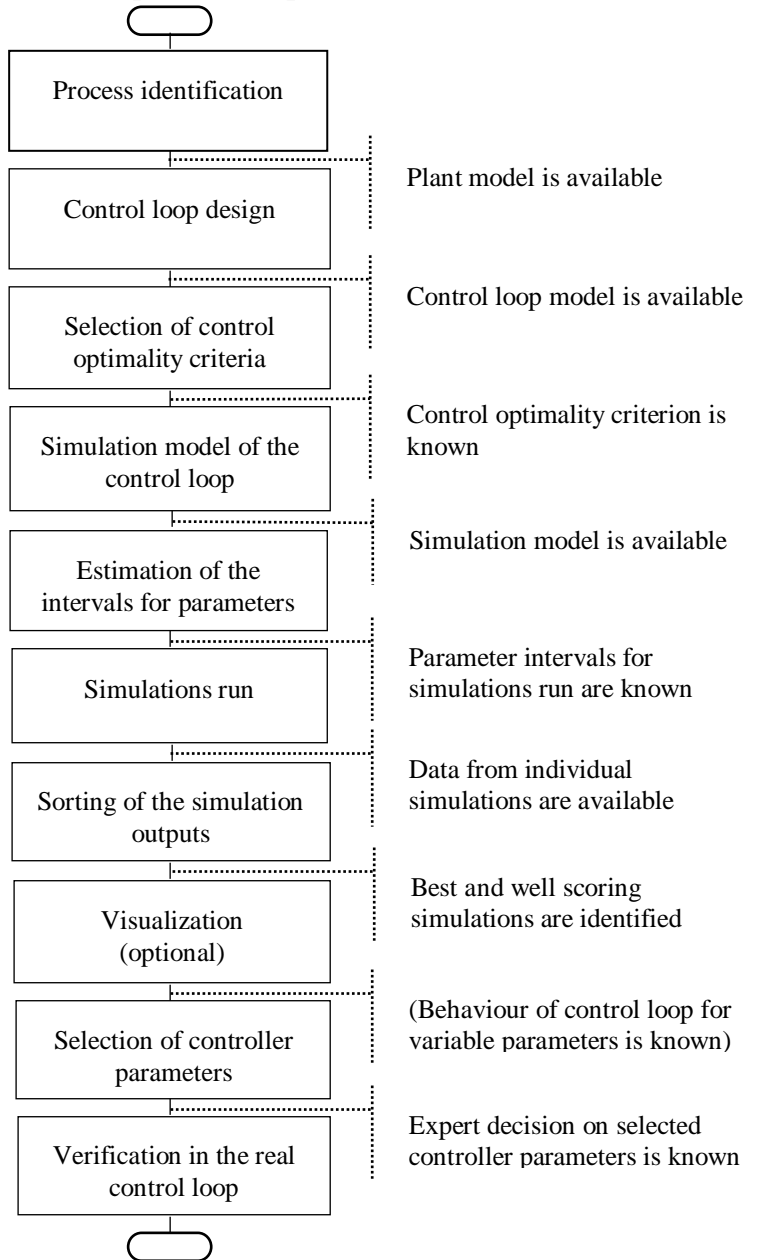 Process identification
Plant model is available
Control loop design
Control loop model is available
Selection of control
optimality criteria
Control optimality criterion is
known
Simulation model of the
control loop
Simulation model is available
Estimation of the
intervals for parameters
Parameter intervals for
simulations run are known
Simulations run
Data from individual
simulations are available
Sorting of the simulation
outputs
Best and well scoring
simulations are identified
Visualization
(optional)
(Behaviour of control loop for
variable parameters is known)
Selection of controller
parameters
Expert decision on selected
controller parameters is known
Verification in the real
control loop